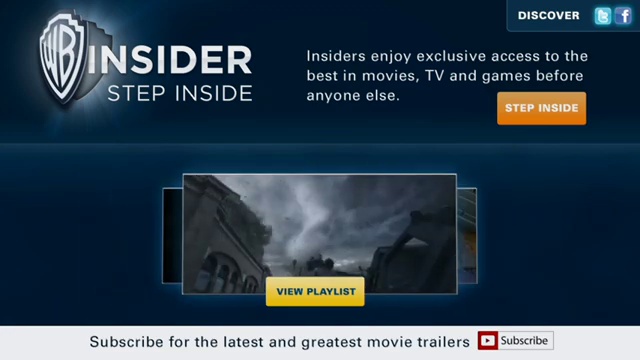 DISCOVER
WB INSIDER
STEP INSIDE
Insiders enjoy exclusive access to the
best in movies, TV and games before
anyone else.
STEP INSIDE
VIEW PLAYLIST
Subscribe for the latest and greatest movie trailers Subscribe